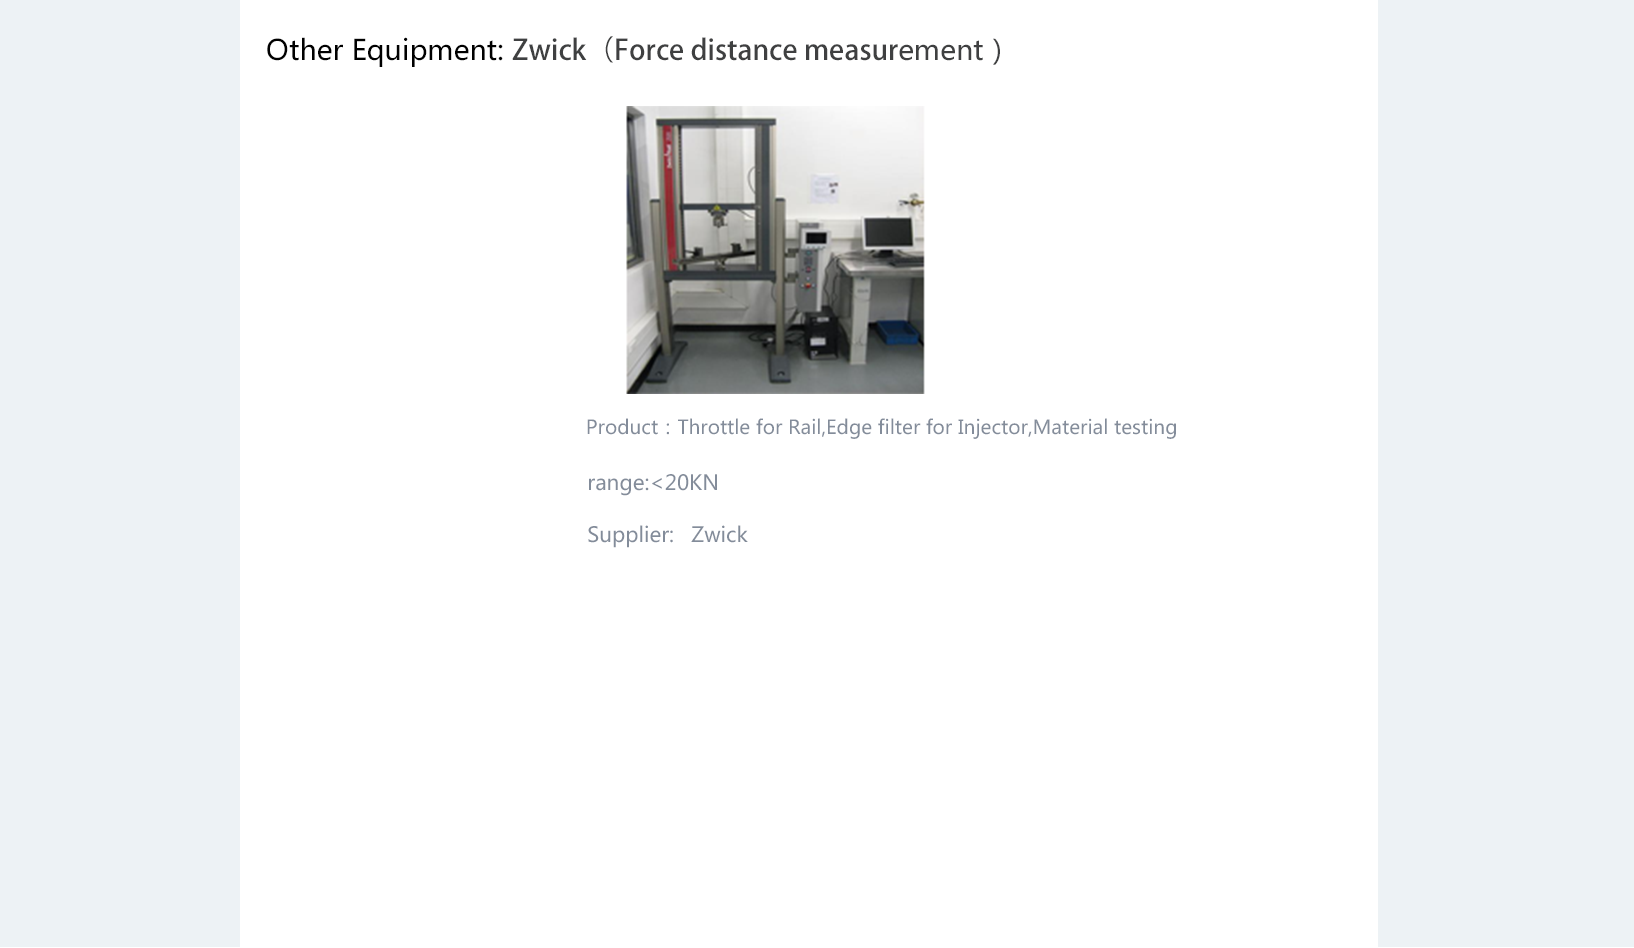 Other Equipment: Zwick（Force distance measurement )
Product：Throttle for Rail,Edge filter for Injector,Material testing
range:<20KN
Supplier: Zwick